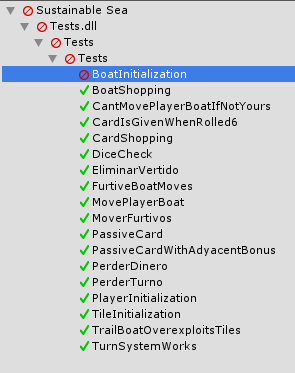 Sustainable Sea
Tests.dll
Tests
Tests
BoatInitialization
BoatShopping
CantMovePlayerBoatIfNotYours
CardIsGivenWhenRolled6
CardShopping
DiceCheck
EliminarVertido
FurtiveBoatMoves
MovePlayerBoat
MoverFurtivos
PassiveCard
PassiveCardWithAdyacentBonus
PerderDinero
PerderTurno
PlayerInitialization
TileInitialization
TrailBoatOverexploitsTiles
TurnSystemWorks